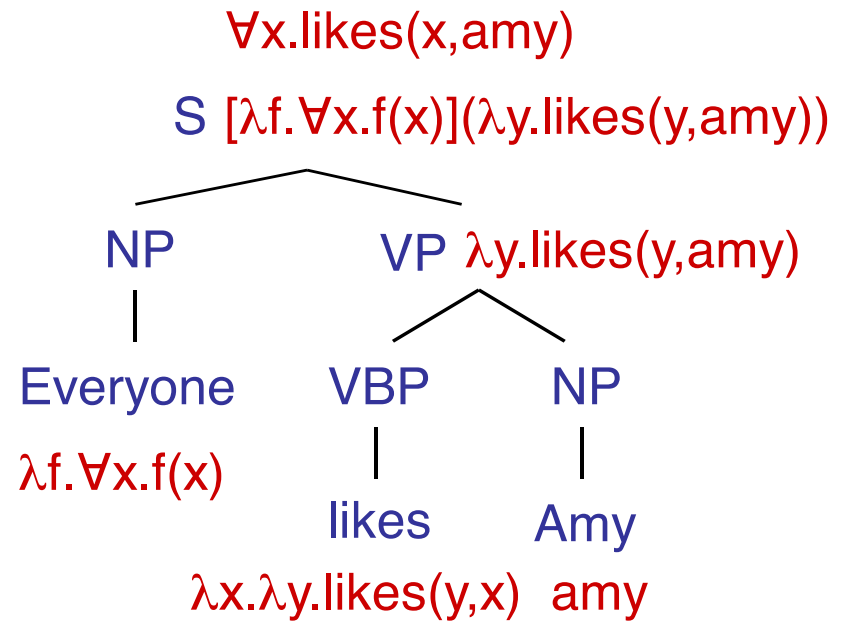 ∀x.likes(x,amy)
S [λf.∀x.f(x)](λy.likes(y,amy))
NP VP λy.likes(y,amy)
Everyone VBP NP
λf.∀x.f(x)
likes Amy
λx.λy.likes(y,x) amy